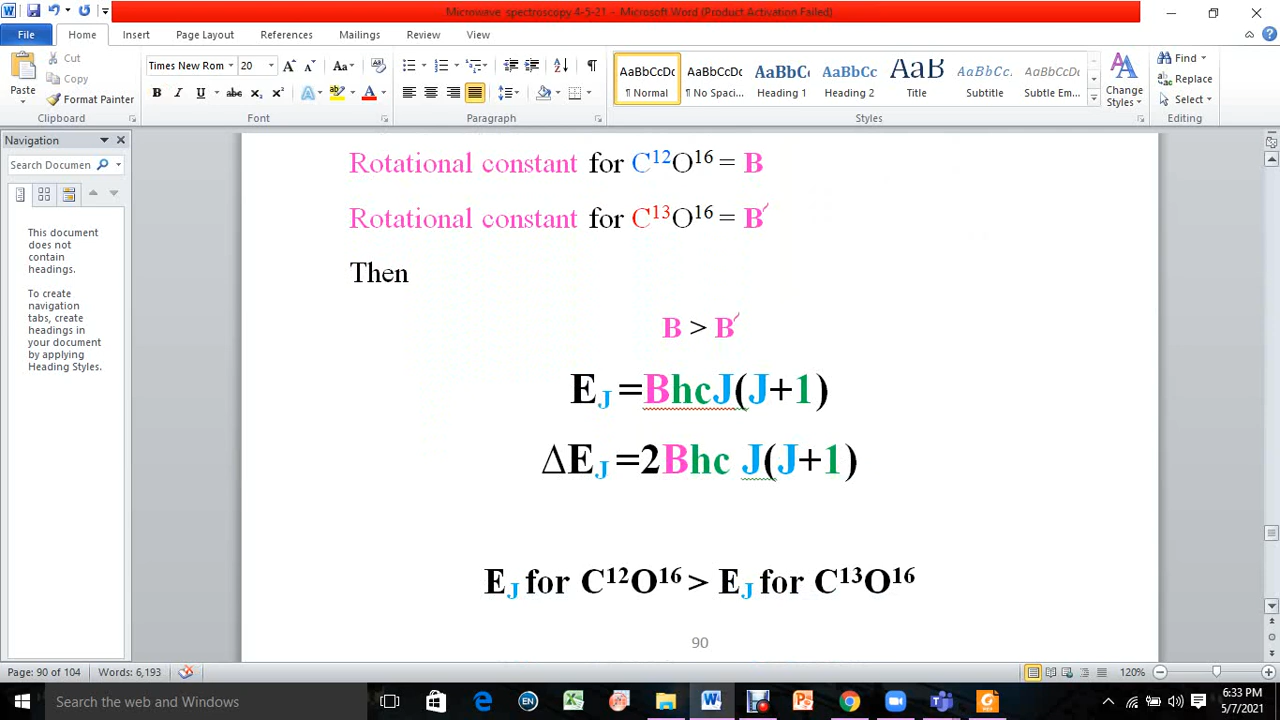 Microwave spectroscopy 4-5-21 - Microsoft Word (Product Activation Failed)
File Home Insert Page Layout References Mailings Review View
Paste
Cut
Copy
Format Painter
Clipboard
Times New Rom 20
Font
Paragraph
AaBbCcDc AaBbCcDc AaBbCc AaBbCc AaB AaBbCcL AaBbCcDc
¶ Normal ¶ No Spaci... Heading 1 Heading 2 Title Subtitle Subtle Em...
Change Styles
Styles
Find
Replace
Select
Editing
Navigation
Search Documen
This document
does not
contain
headings.
To create
navigation
tabs, create
headings in
your document
by applying
Heading Styles.
Rotational constant for C¹²O¹⁶ = B
Rotational constant for C¹³O¹⁶ = B′
Then
B > B′
E_J =BhcJ(J+1)
ΔE_J =2Bhc J(J+1)
E_J for C¹²O¹⁶ > E_J for C¹³O¹⁶
90
Page: 90 of 104 Words: 6,193 120%
Search the web and Windows
6:33 PM
5/7/2021